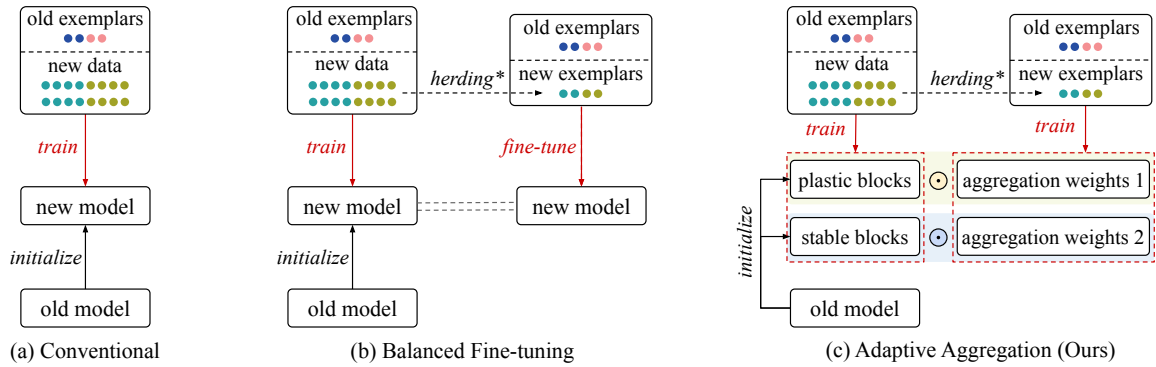 old exemplars
new data
train
new model
initialize
old model
(a) Conventional
old exemplars
new data
herding*
old exemplars
new exemplars
train
fine-tune
new model
new model
initialize
old model
(b) Balanced Fine-tuning
old exemplars
new data
herding*
old exemplars
new exemplars
train
train
plastic blocks
aggregation weights 1
stable blocks
aggregation weights 2
initialize
old model
(c) Adaptive Aggregation (Ours)